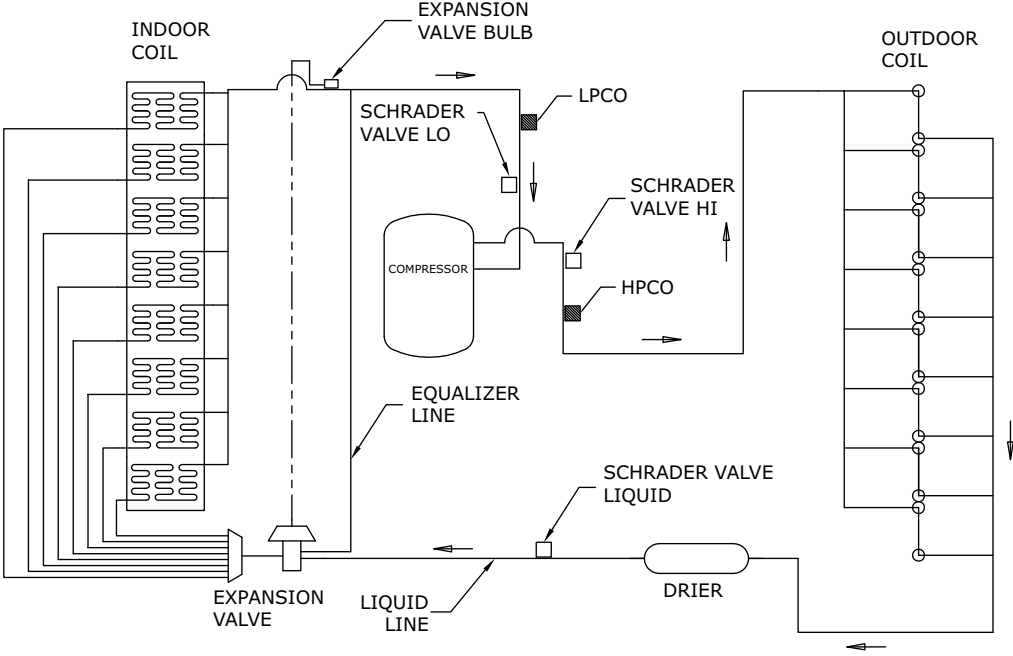 EXPANSION
VALVE BULB
INDOOR
COIL
OUTDOOR
COIL
LPCO
SCHRADER
VALVE LO
SCHRADER
VALVE HI
COMPRESSOR
HPCO
EQUALIZER
LINE
SCHRADER VALVE
LIQUID
DRIER
EXPANSION
VALVE
LIQUID
LINE